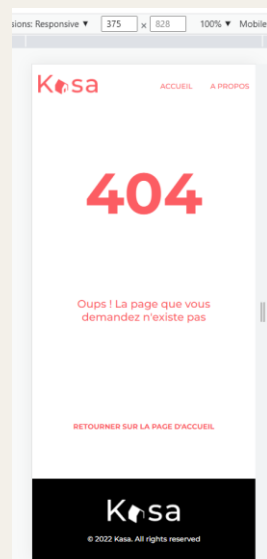 sions: Responsive ▼ 375 × 828 100% ▼ Mobile
Kasa ACCUEIL A PROPOS
404
Oups ! La page que vous
demandez n'existe pas
RETOURNER SUR LA PAGE D'ACCUEIL
Kasa
© 2022 Kasa. All rights reserved